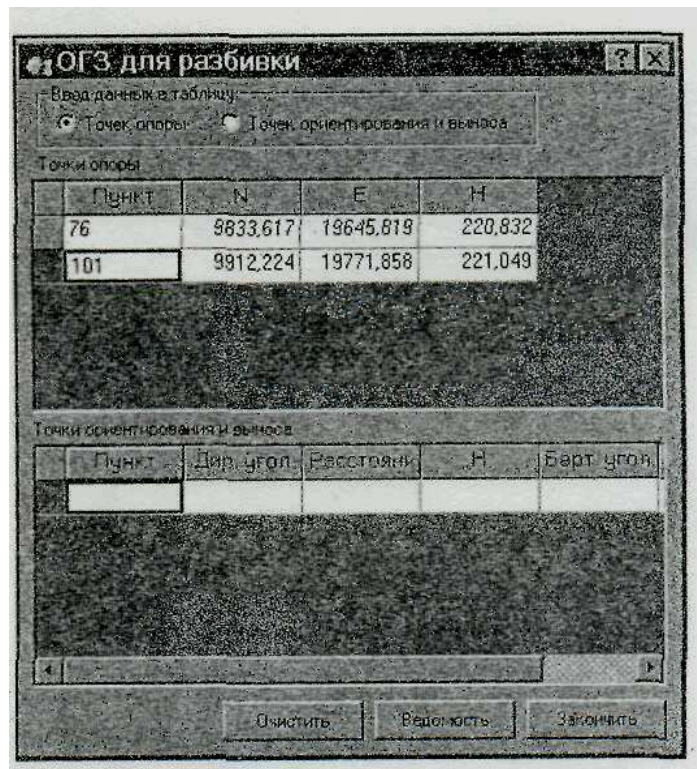 ОГЗ для разбивки
Ввод данных в таблицу
Точек опоры Точек ориентирования и выноса
Точки опоры
Пункт N E H
76 9833,617 19645,819 220,832
101 9912,224 19771,858 221,049
Точки ориентирования и выноса
Пункт Дир. угол Расстояни H Верт угол
Очистить Ведомость Закончить